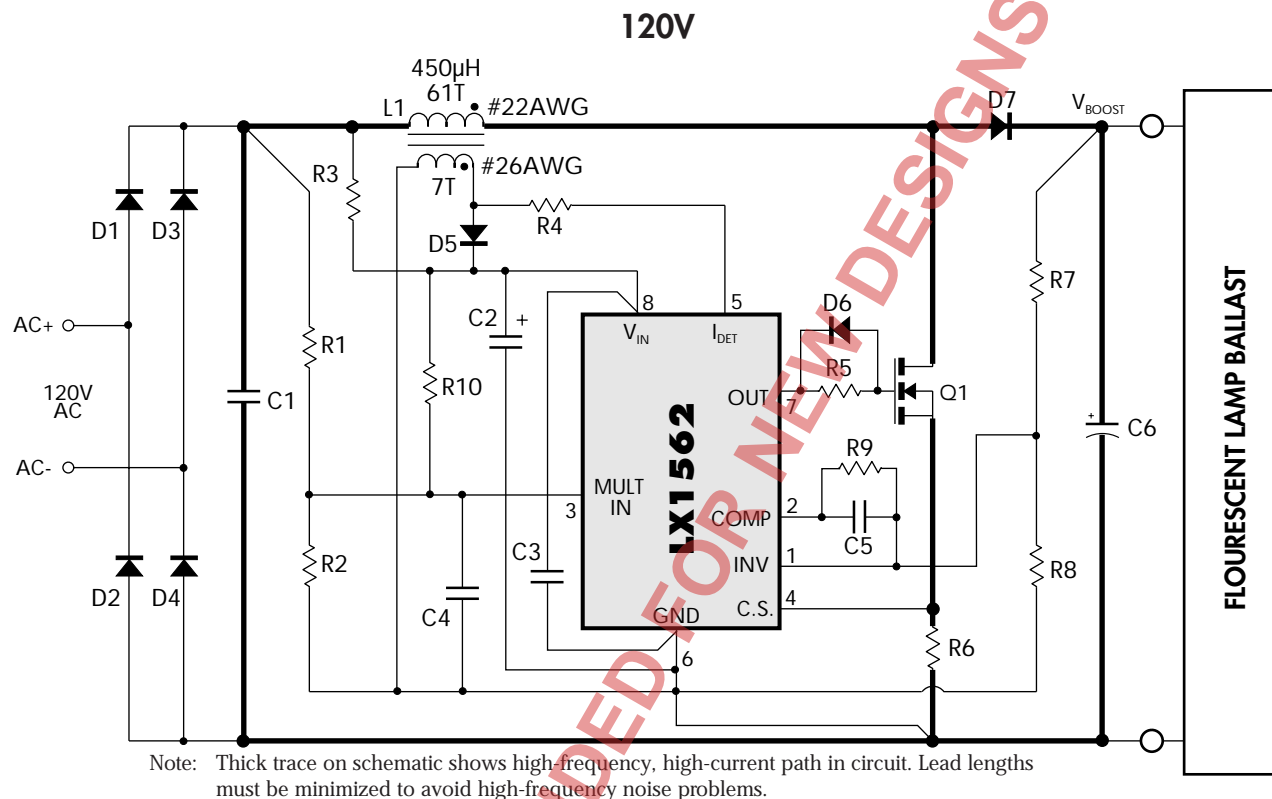 120V
450µH
61T
L1
#22AWG
#26AWG
7T
D7
VBOOST
R3
R4
D1
D3
D5
AC+
120V
AC
AC-
R1
C1
R10
C2
+
8
5
VIN
IDET
D6
R5
OUT
7
Q1
R7
+
C6
LX1562
MULT
IN
3
R9
COMP
2
C5
INV
1
C.S.
4
GND
6
C3
C4
R2
D2
D4
R8
R6
FLOURESCENT LAMP BALLAST
NDED FOR NEW DESIGNS
Note: Thick trace on schematic shows high-frequency, high-current path in circuit. Lead lengths
must be minimized to avoid high-frequency noise problems.